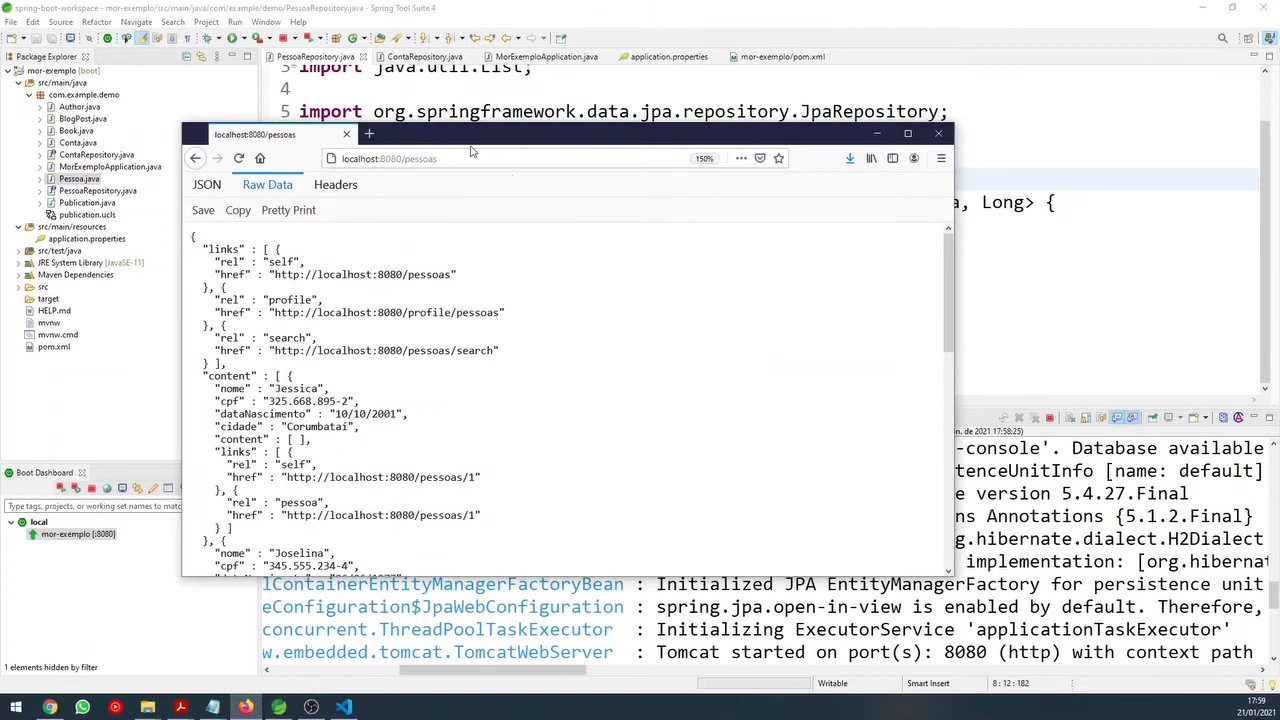 spring-boot-workspace - mor-exemplo/src/main/java/com/example/demo/PessoaRepository.java - Spring Tool Suite 4
File Edit Source Refactor Navigate Search Project Run Window Help
Package Explorer
mor-exemplo [boot]
src/main/java
com.example.demo
Author.java
BlogPost.java
Book.java
Conta.java
ContaRepository.java
MorExemploApplication.java
Pessoa.java
PessoaRepository.java
Publication.java
publication.ucls
src/main/resources
application.properties
src/test/java
JRE System Library [JavaSE-11]
Maven Dependencies
src
target
HELP.md
mvnw
mvnw.cmd
pom.xml
Boot Dashboard
Type tags, projects, or working set names to matc
local
mor-exemplo [:8080]
1 elements hidden by filter
PessoaRepository.java ContaRepository.java MorExemploApplication.java application.properties mor-exemplo/pom.xml
3 import java.util.List;
4
5 import org.springframework.data.jpa.repository.JpaRepository;
a, Long> {
localhost:8080/pessoas
localhost:8080/pessoas 150%
JSON Raw Data Headers
Save Copy Pretty Print
{
"links" : [ {
"rel" : "self",
"href" : "http://localhost:8080/pessoas"
}, {
"rel" : "profile",
"href" : "http://localhost:8080/profile/pessoas"
}, {
"rel" : "search",
"href" : "http://localhost:8080/pessoas/search"
} ],
"content" : [ {
"nome" : "Jessica",
"cpf" : "325.668.895-2",
"dataNascimento" : "10/10/2001",
"cidade" : "Corumbataí",
"content" : [ ],
"links" : [ {
"rel" : "self",
"href" : "http://localhost:8080/pessoas/1"
}, {
"rel" : "pessoa",
"href" : "http://localhost:8080/pessoas/1"
} ]
}, {
"nome" : "Joselina",
"cpf" : "345.555.234-4",
n. de 2021 17:58:25)
-console'. Database available
tenceUnitInfo [name: default]
e version 5.4.27.Final
ns Annotations {5.1.2.Final}
g.hibernate.dialect.H2Dialect
implementation: [org.hibernat
lContainerEntityManagerFactoryBean : Initialized JPA EntityManagerFactory for persistence unit
eConfiguration$JpaWebConfiguration : spring.jpa.open-in-view is enabled by default. Therefore,
concurrent.ThreadPoolTaskExecutor : Initializing ExecutorService 'applicationTaskExecutor'
w.embedded.tomcat.TomcatWebServer : Tomcat started on port(s): 8080 (http) with context path
Writable Smart Insert 8 : 12 : 182
17:59
21/01/2021